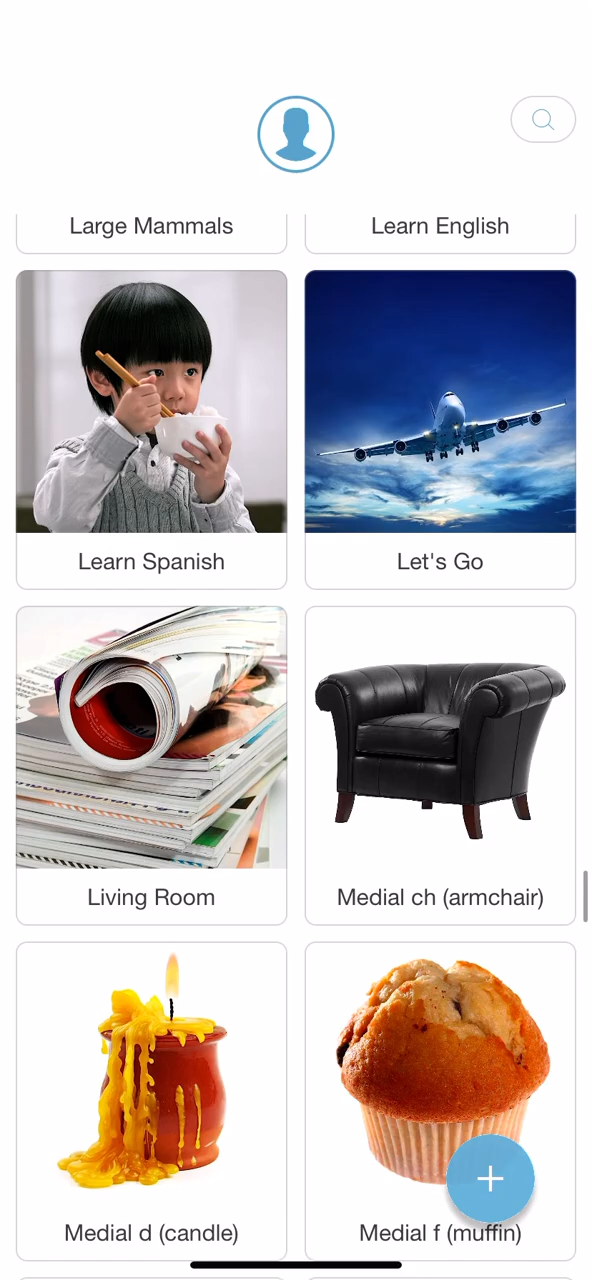 Large Mammals
Learn English
Learn Spanish
Let's Go
Living Room
Medial ch (armchair)
Medial d (candle)
Medial f (muffin)